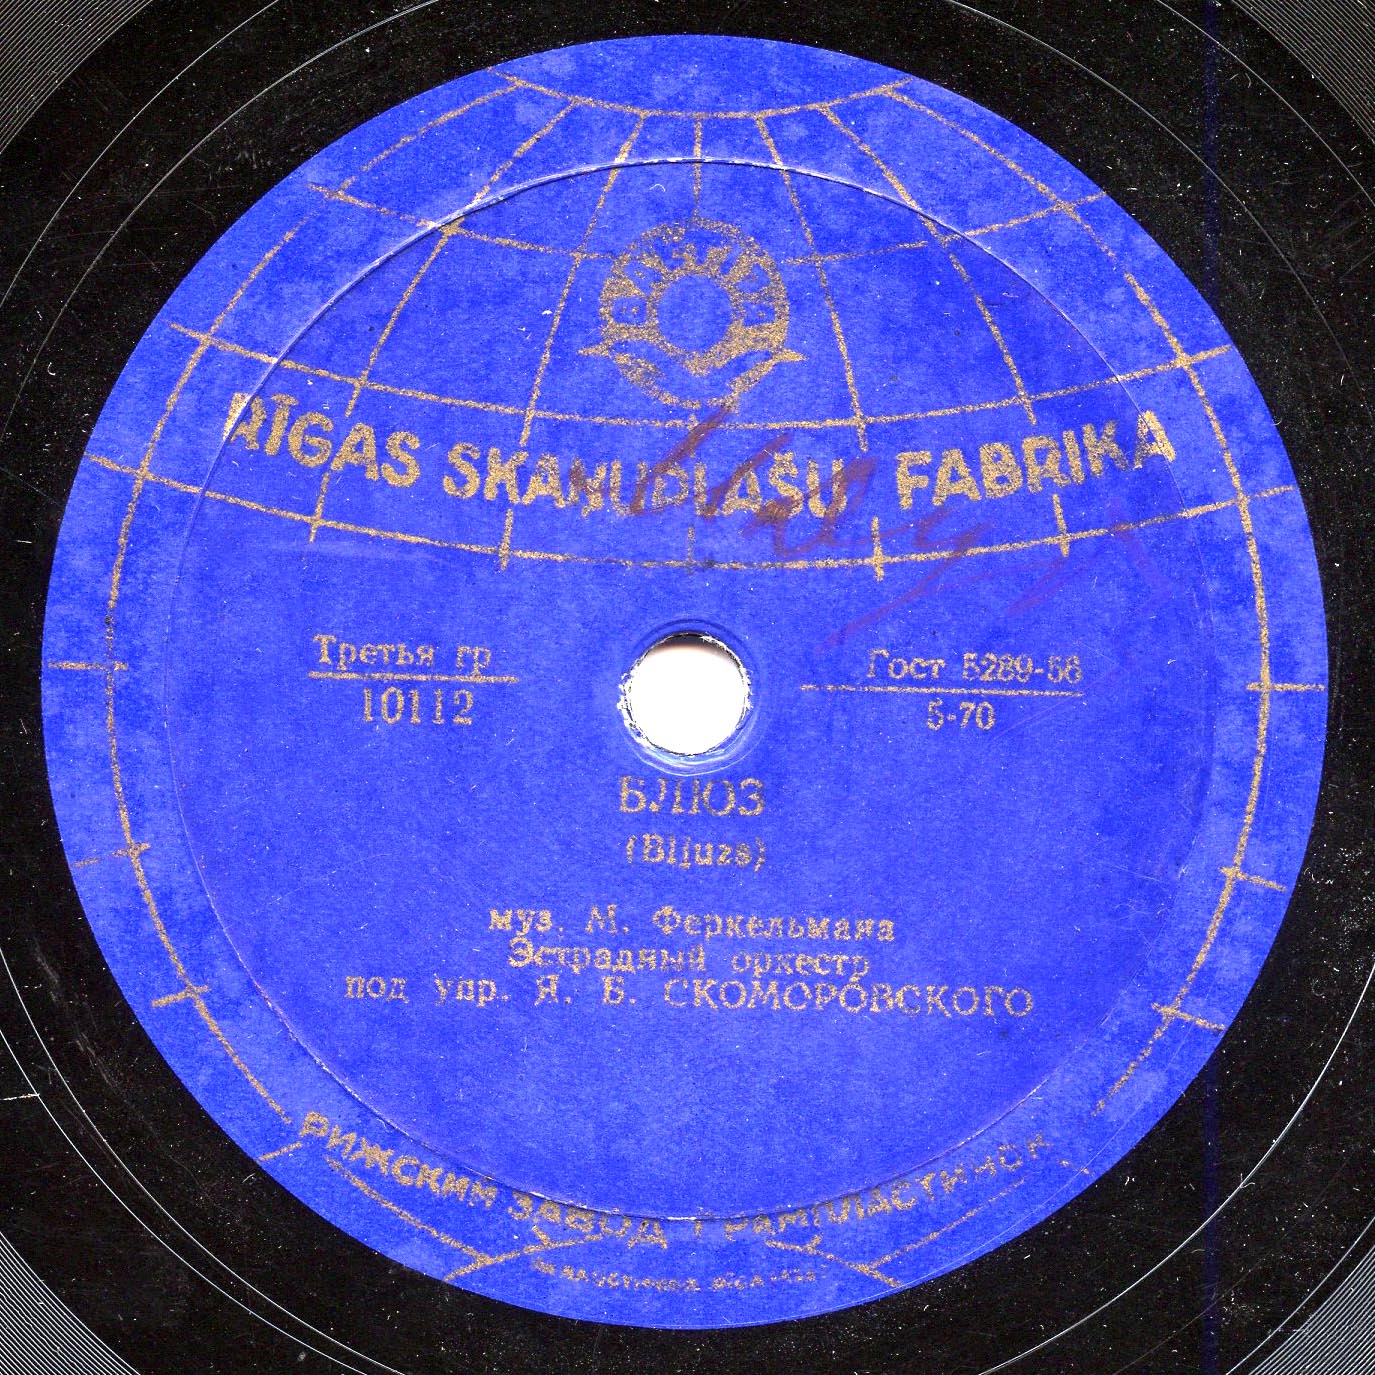 RĪGAS SKAŅUPLAŠU FABRIKA
Третья гр
10112
Гост 5289-56
5-70
БЛЮЗ
(Bljuzs)
муз. М. Феркельмана
Эстрадный оркестр
под упр. Я. Б. СКОМОРОВСКОГО
РИЖСКИЙ ЗАВОД ГРАМПЛАСТИНОК